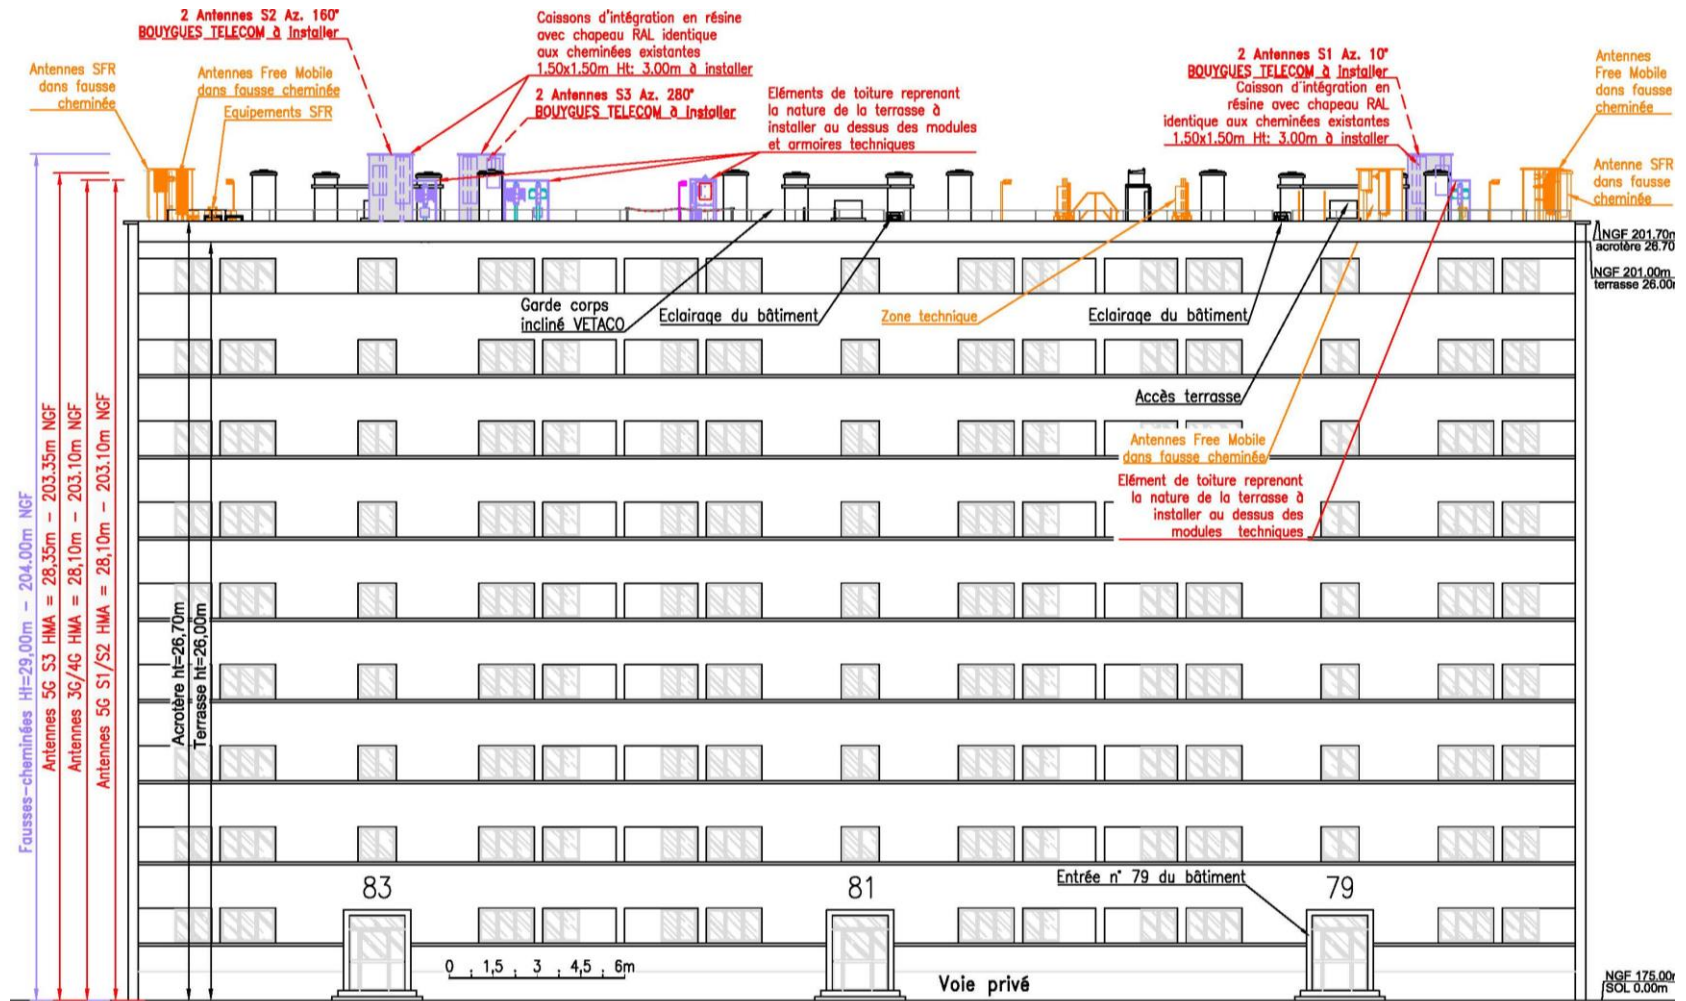 2 Antennes S2 Az. 160°
BOUYGUES TELECOM à Installer
Caissons d'intégration en résine
avec chapeau RAL identique
aux cheminées existantes
1.50x1.50m Ht: 3.00m à installer
2 Antennes S3 Az. 280°
BOUYGUES TELECOM à Installer
Antennes SFR
dans fausse
cheminée
Antennes Free Mobile
dans fausse cheminée
Equipements SFR
Eléments de toiture reprenant
la nature de la terrasse à
installer au dessus des modules
et armoires techniques
2 Antennes S1 Az. 10°
BOUYGUES TELECOM à Installer
Caisson d'intégration en
résine avec chapeau RAL
identique aux cheminées existantes
1.50x1.50m Ht: 3.00m à installer
Antennes
Free Mobile
dans fausse
cheminée
Antenne SFR
dans fausse
cheminée
NGF 201.70m
acrotère 26.70
NGF 201.00m
terrasse 26.00m
Garde corps
incliné VETACO
Eclairage du bâtiment
Zone technique
Eclairage du bâtiment
Accès terrasse
Antennes Free Mobile
dans fausse cheminée
Elément de toiture reprenant
la nature de la terrasse à
installer au dessus des
modules techniques
Fausses-cheminées Ht=29,00m - 204.00m NGF
Antennes 5G S3 HMA = 28,35m - 203.35m NGF
Antennes 3G/4G HMA = 28,10m - 203.10m NGF
Antennes 5G S1/S2 HMA = 28,10m - 203.10m NGF
Acrotère ht=26,70m
Terrasse ht=26,00m
83
81
79
Entrée n° 79 du bâtiment
0 1,5 3 4,5 6m
Voie privé
NGF 175.00m
SOL 0.00m